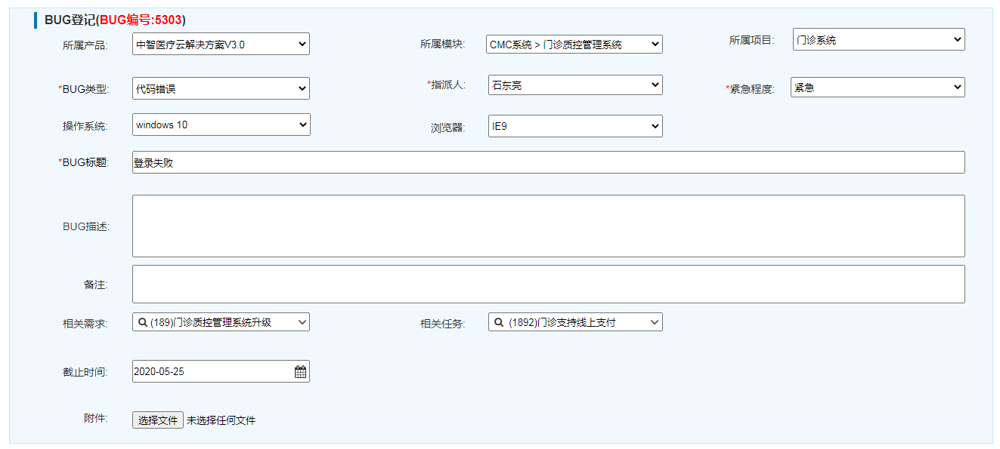 BUG登记(BUG编号:5303)
所属产品: 中智医疗云解决方案V3.0 所属模块: CMC系统 > 门诊质控管理系统 所属项目: 门诊系统
*BUG类型: 代码错误 *指派人: 石东亮 *紧急程度: 紧急
操作系统: windows 10 浏览器: IE9
*BUG标题: 登录失败
BUG描述:
备注:
相关需求: (189)门诊质控管理系统升级 相关任务: (1892)门诊支持线上支付
截止时间: 2020-05-25
附件: 选择文件 未选择任何文件